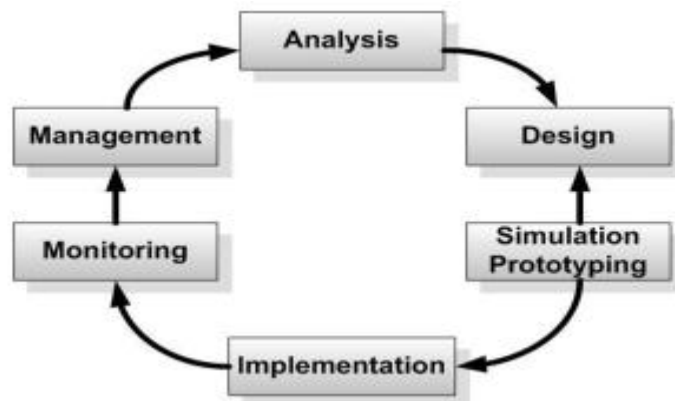 Analysis
Management
Design
Monitoring
Simulation
Prototyping
Implementation